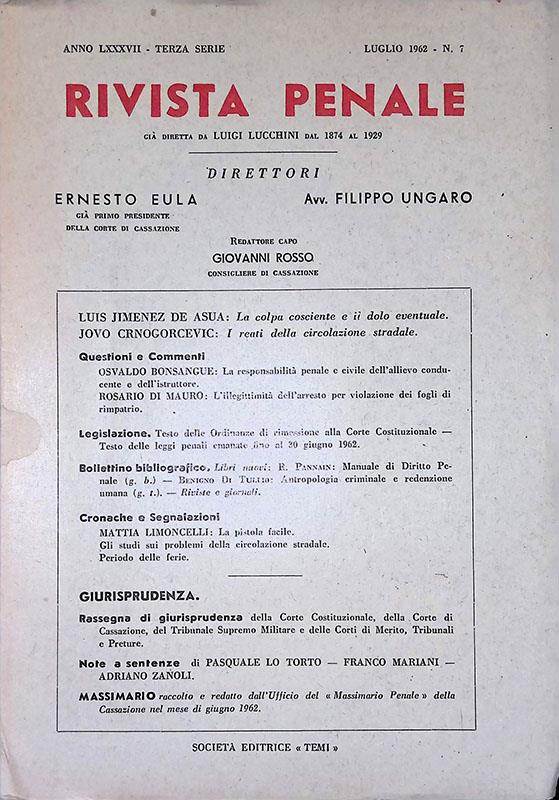 ANNO LXXXVII - TERZA SERIE LUGLIO 1962 - N. 7
RIVISTA PENALE
GIÀ DIRETTA DA LUIGI LUCCHINI DAL 1874 AL 1929
DIRETTORI
ERNESTO EULA Avv. FILIPPO UNGARO
GIÀ PRIMO PRESIDENTE
DELLA CORTE DI CASSAZIONE
REDATTORE CAPO
GIOVANNI ROSSO
CONSIGLIERE DI CASSAZIONE
LUIS JIMENEZ DE ASUA: La colpa cosciente e il dolo eventuale.
JOVO CRNOGORCEVIC: I reati della circolazione stradale.
Questioni e Commenti
OSVALDO BONSANGUE: La responsabilità penale e civile dell'allievo condu-
cente e dell'istruttore.
ROSARIO DI MAURO: L'illegittimità dell'arresto per violazione dei fogli di
rimpatrio.
Legislazione. Testo delle Ordinanze di rimessione alla Corte Costituzionale —
Testo delle leggi penali emanate fino al 30 giugno 1962.
Bollettino bibliografico. Libri nuovi: R. PANNAIN: Manuale di Diritto Pe-
nale (g. b.) — BENIGNO DI TULLIO: Antropologia criminale e redenzione
umana (g. t.). — Riviste e giornali.
Cronache e Segnalazioni
MATTIA LIMONCELLI: La pistola facile.
Gli studi sui problemi della circolazione stradale.
Periodo delle ferie.
GIURISPRUDENZA.
Rassegna di giurisprudenza della Corte Costituzionale, della Corte di
Cassazione, del Tribunale Supremo Militare e delle Corti di Merito, Tribunali
e Preture.
Note a sentenze di PASQUALE LO TORTO — FRANCO MARIANI —
ADRIANO ZANOLI.
MASSIMARIO raccolto e redatto dall'Ufficio del « Massimario Penale » della
Cassazione nel mese di giugno 1962.
SOCIETÀ EDITRICE « TEMI »